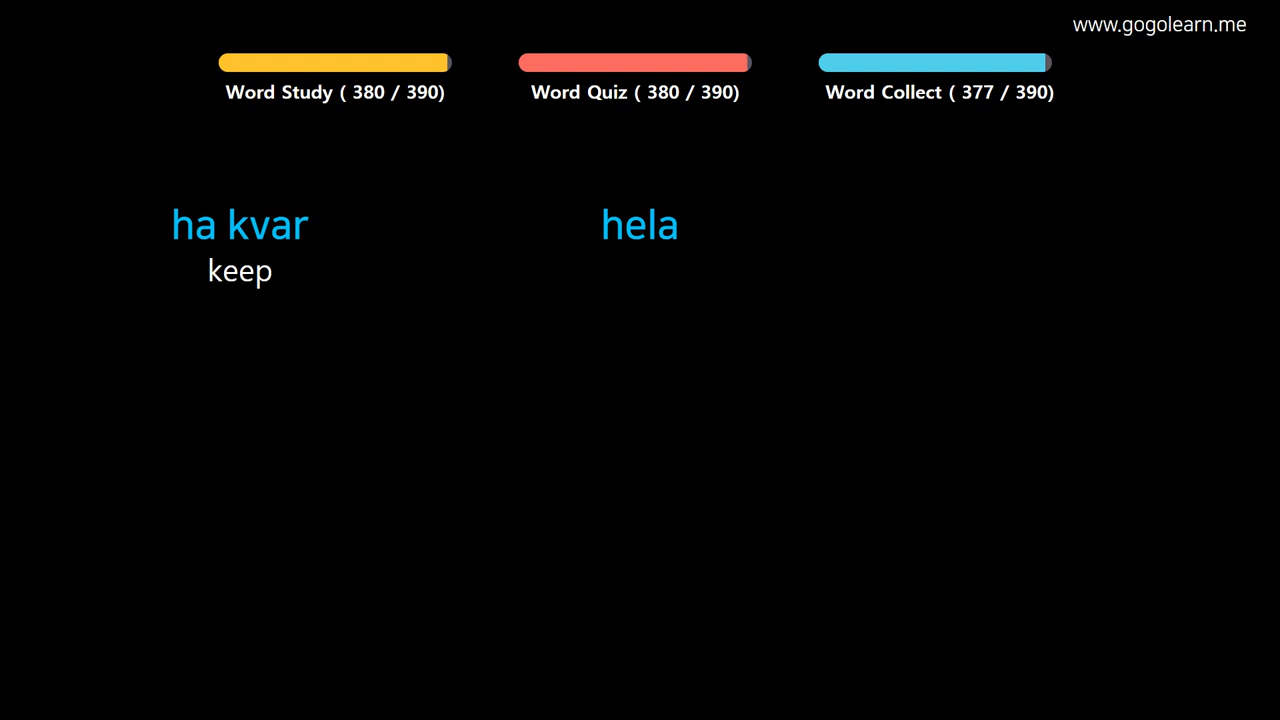 www.gogolearn.me
Word Study ( 380 / 390)
Word Quiz ( 380 / 390)
Word Collect ( 377 / 390)
ha kvar
keep
hela